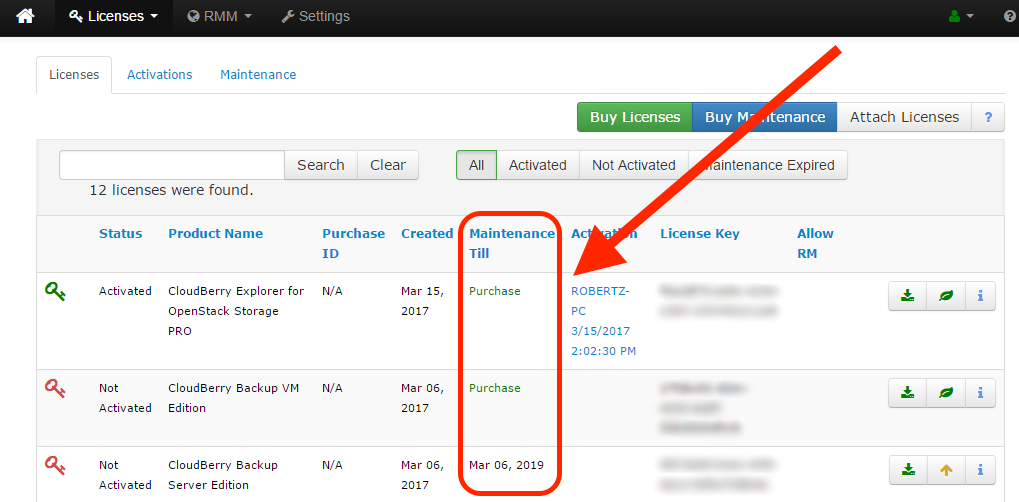 Licenses RMM Settings
Licenses Activations Maintenance
Buy Licenses Buy Maintenance Attach Licenses ?
Search Clear All Activated Not Activated Maintenance Expired
12 licenses were found.
Status Product Name Purchase Created Maintenance Activation License Key Allow
ID Till RM
Activated CloudBerry Explorer for N/A Mar 15, Purchase ROBERTZ-
OpenStack Storage 2017 PC
PRO 3/15/2017
2:02:30 PM
Not CloudBerry Backup VM N/A Mar 06, Purchase
Activated Edition 2017
Not CloudBerry Backup N/A Mar 06, Mar 06, 2019
Activated Server Edition 2017